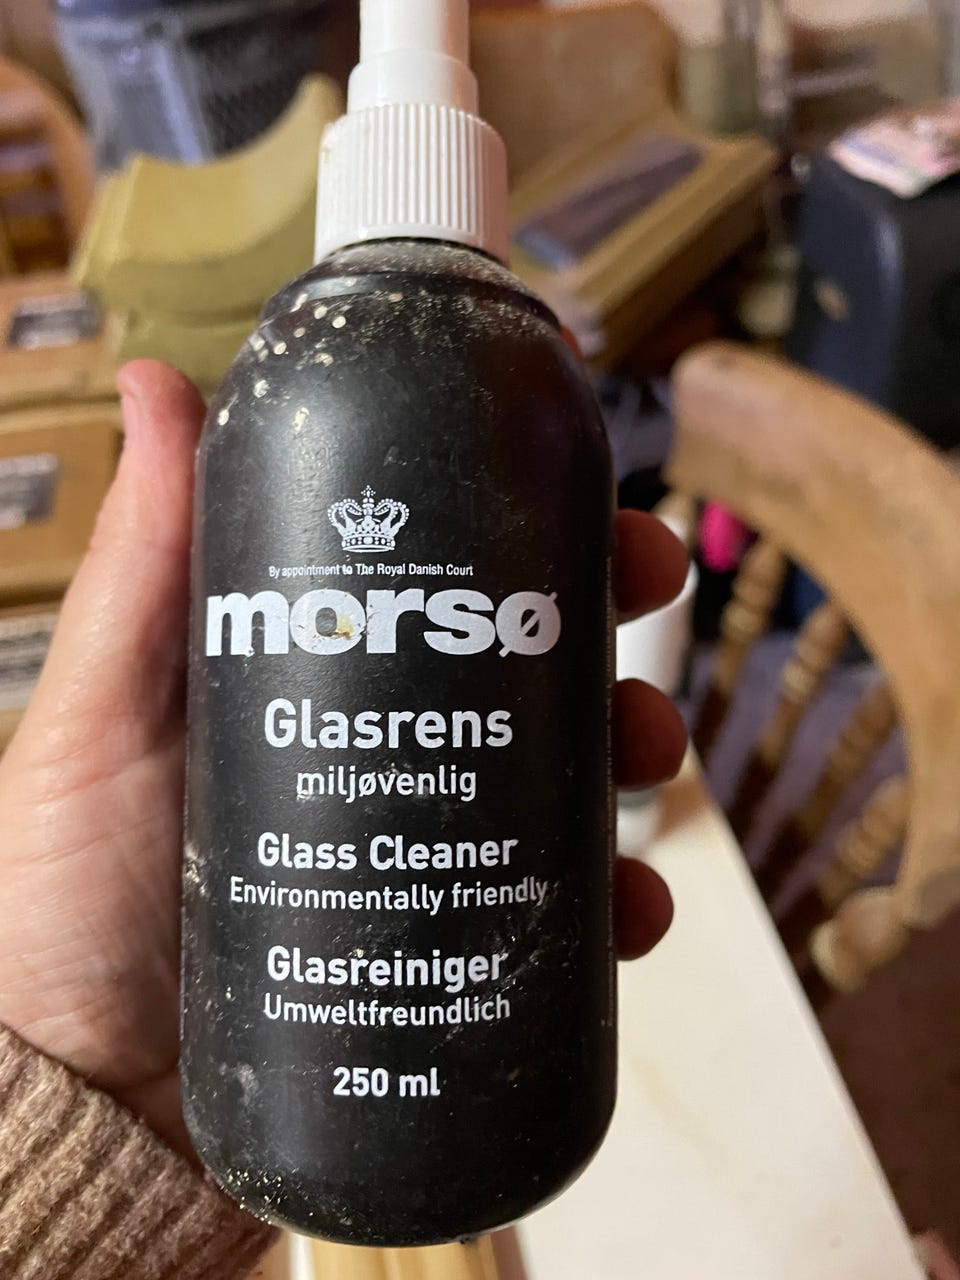 By appointment to The Royal Danish Court
morsø
Glasrens
miljøvenlig
Glass Cleaner
Environmentally friendly
Glasreiniger
Umweltfreundlich
250 ml